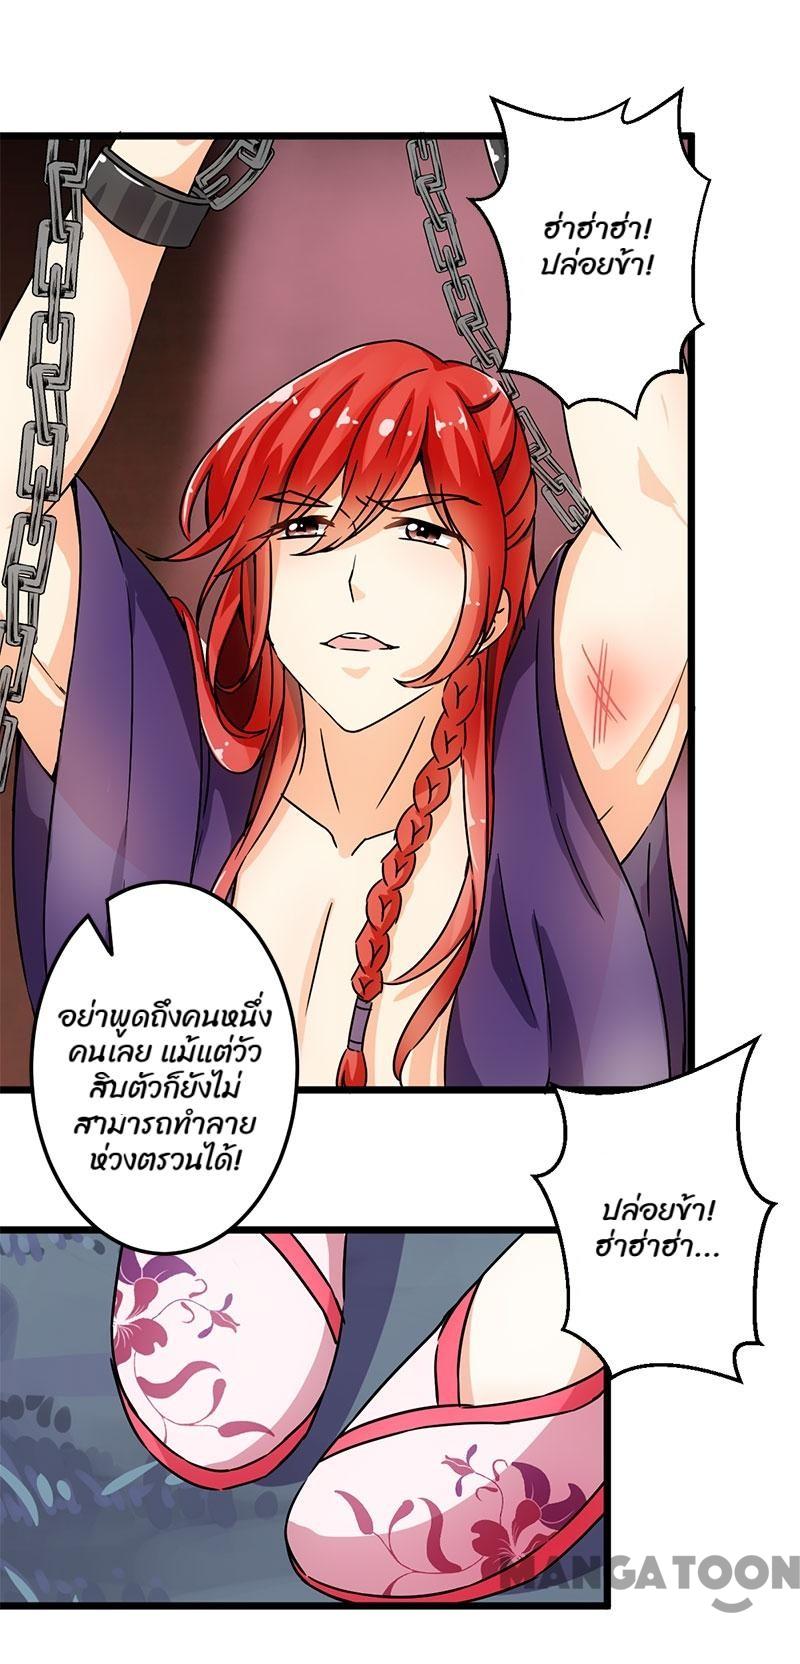 ฮ่าฮ่าฮ่า!
ปล่อยข้า!
อย่าพูดถึงคนหนึ่ง
คนเลย แม้แต่วัว
สิบตัวก็ยังไม่
สามารถทำลาย
ห่วงตรวนได้!
ปล่อยข้า!
ฮ่าฮ่าฮ่า...
MANGATOON